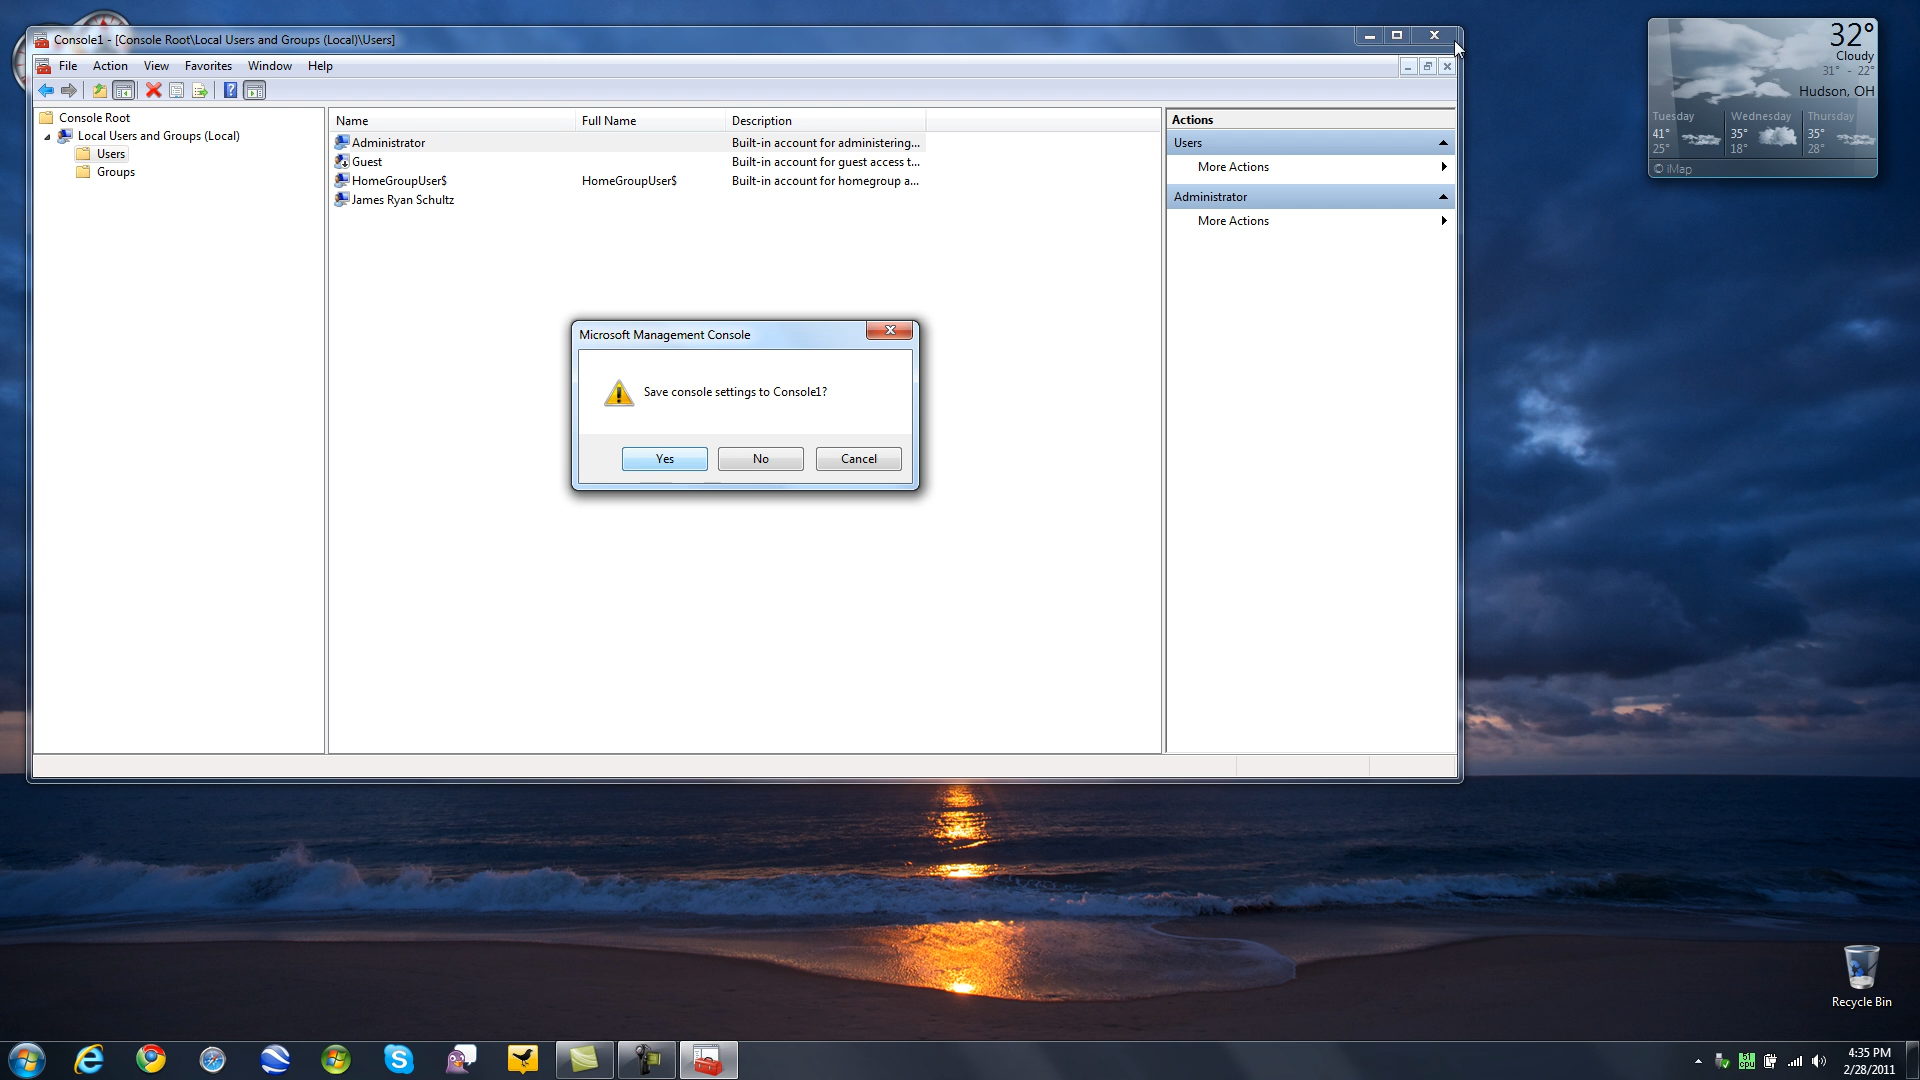 Console1 - [Console Root\Local Users and Groups (Local)\Users]
File Action View Favorites Window Help
Console Root
Local Users and Groups (Local)
Users
Groups
Name Full Name Description
Administrator Built-in account for administering...
Guest Built-in account for guest access t...
HomeGroupUser$ HomeGroupUser$ Built-in account for homegroup a...
James Ryan Schultz
Actions
Users
More Actions
Administrator
More Actions
Microsoft Management Console
Save console settings to Console1?
Yes No Cancel
32°
Cloudy
31° - 22°
Hudson, OH
Tuesday Wednesday Thursday
41° 35° 35°
25° 18° 28°
© iMap
Recycle Bin
51
cpu
4:35 PM
2/28/2011